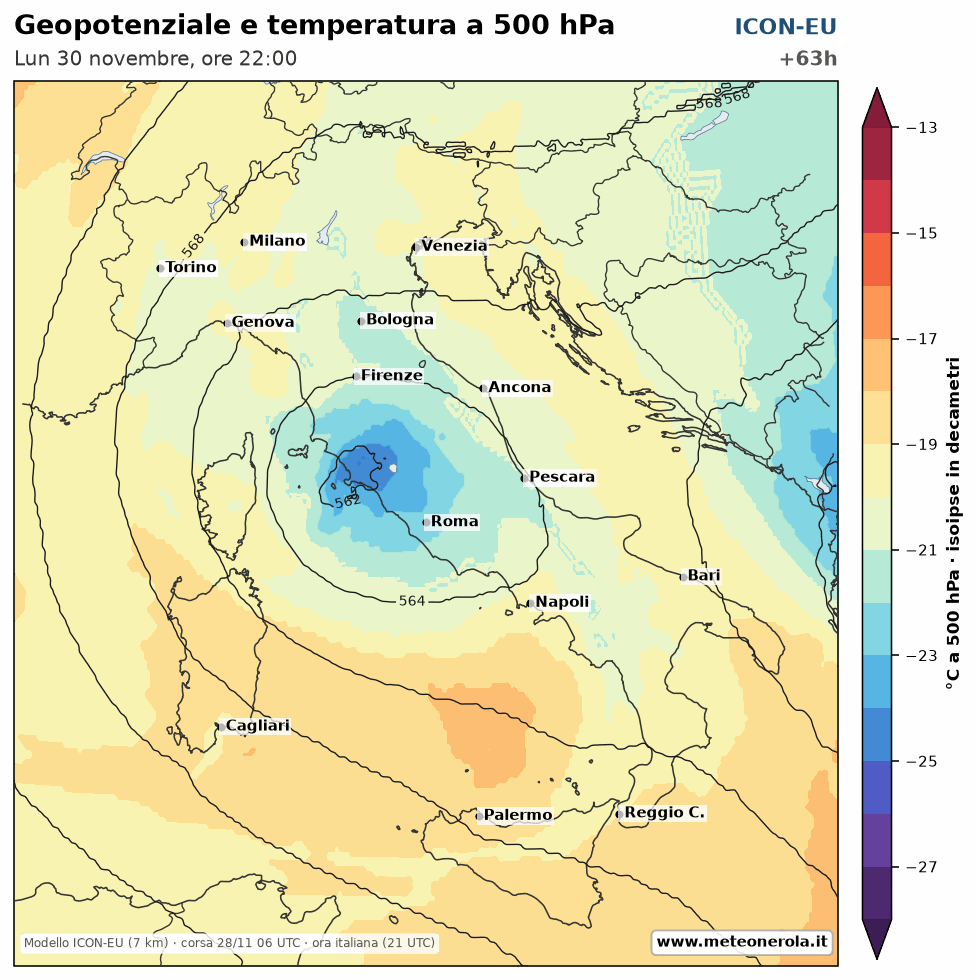 Geopotenziale e temperatura a 500 hPa
ICON-EU
Lun 30 novembre, ore 22:00
+63h
568 568
568
Milano
Venezia
Torino
Genova
Bologna
Firenze
Ancona
Pescara
562
Roma
Bari
564
Napoli
Cagliari
Palermo
Reggio C.
Modello ICON-EU (7 km) · corsa 28/11 06 UTC · ora italiana (21 UTC)
www.meteonerola.it
−13
−15
−17
−19
−21
−23
−25
−27
°C a 500 hPa · isoipse in decametri